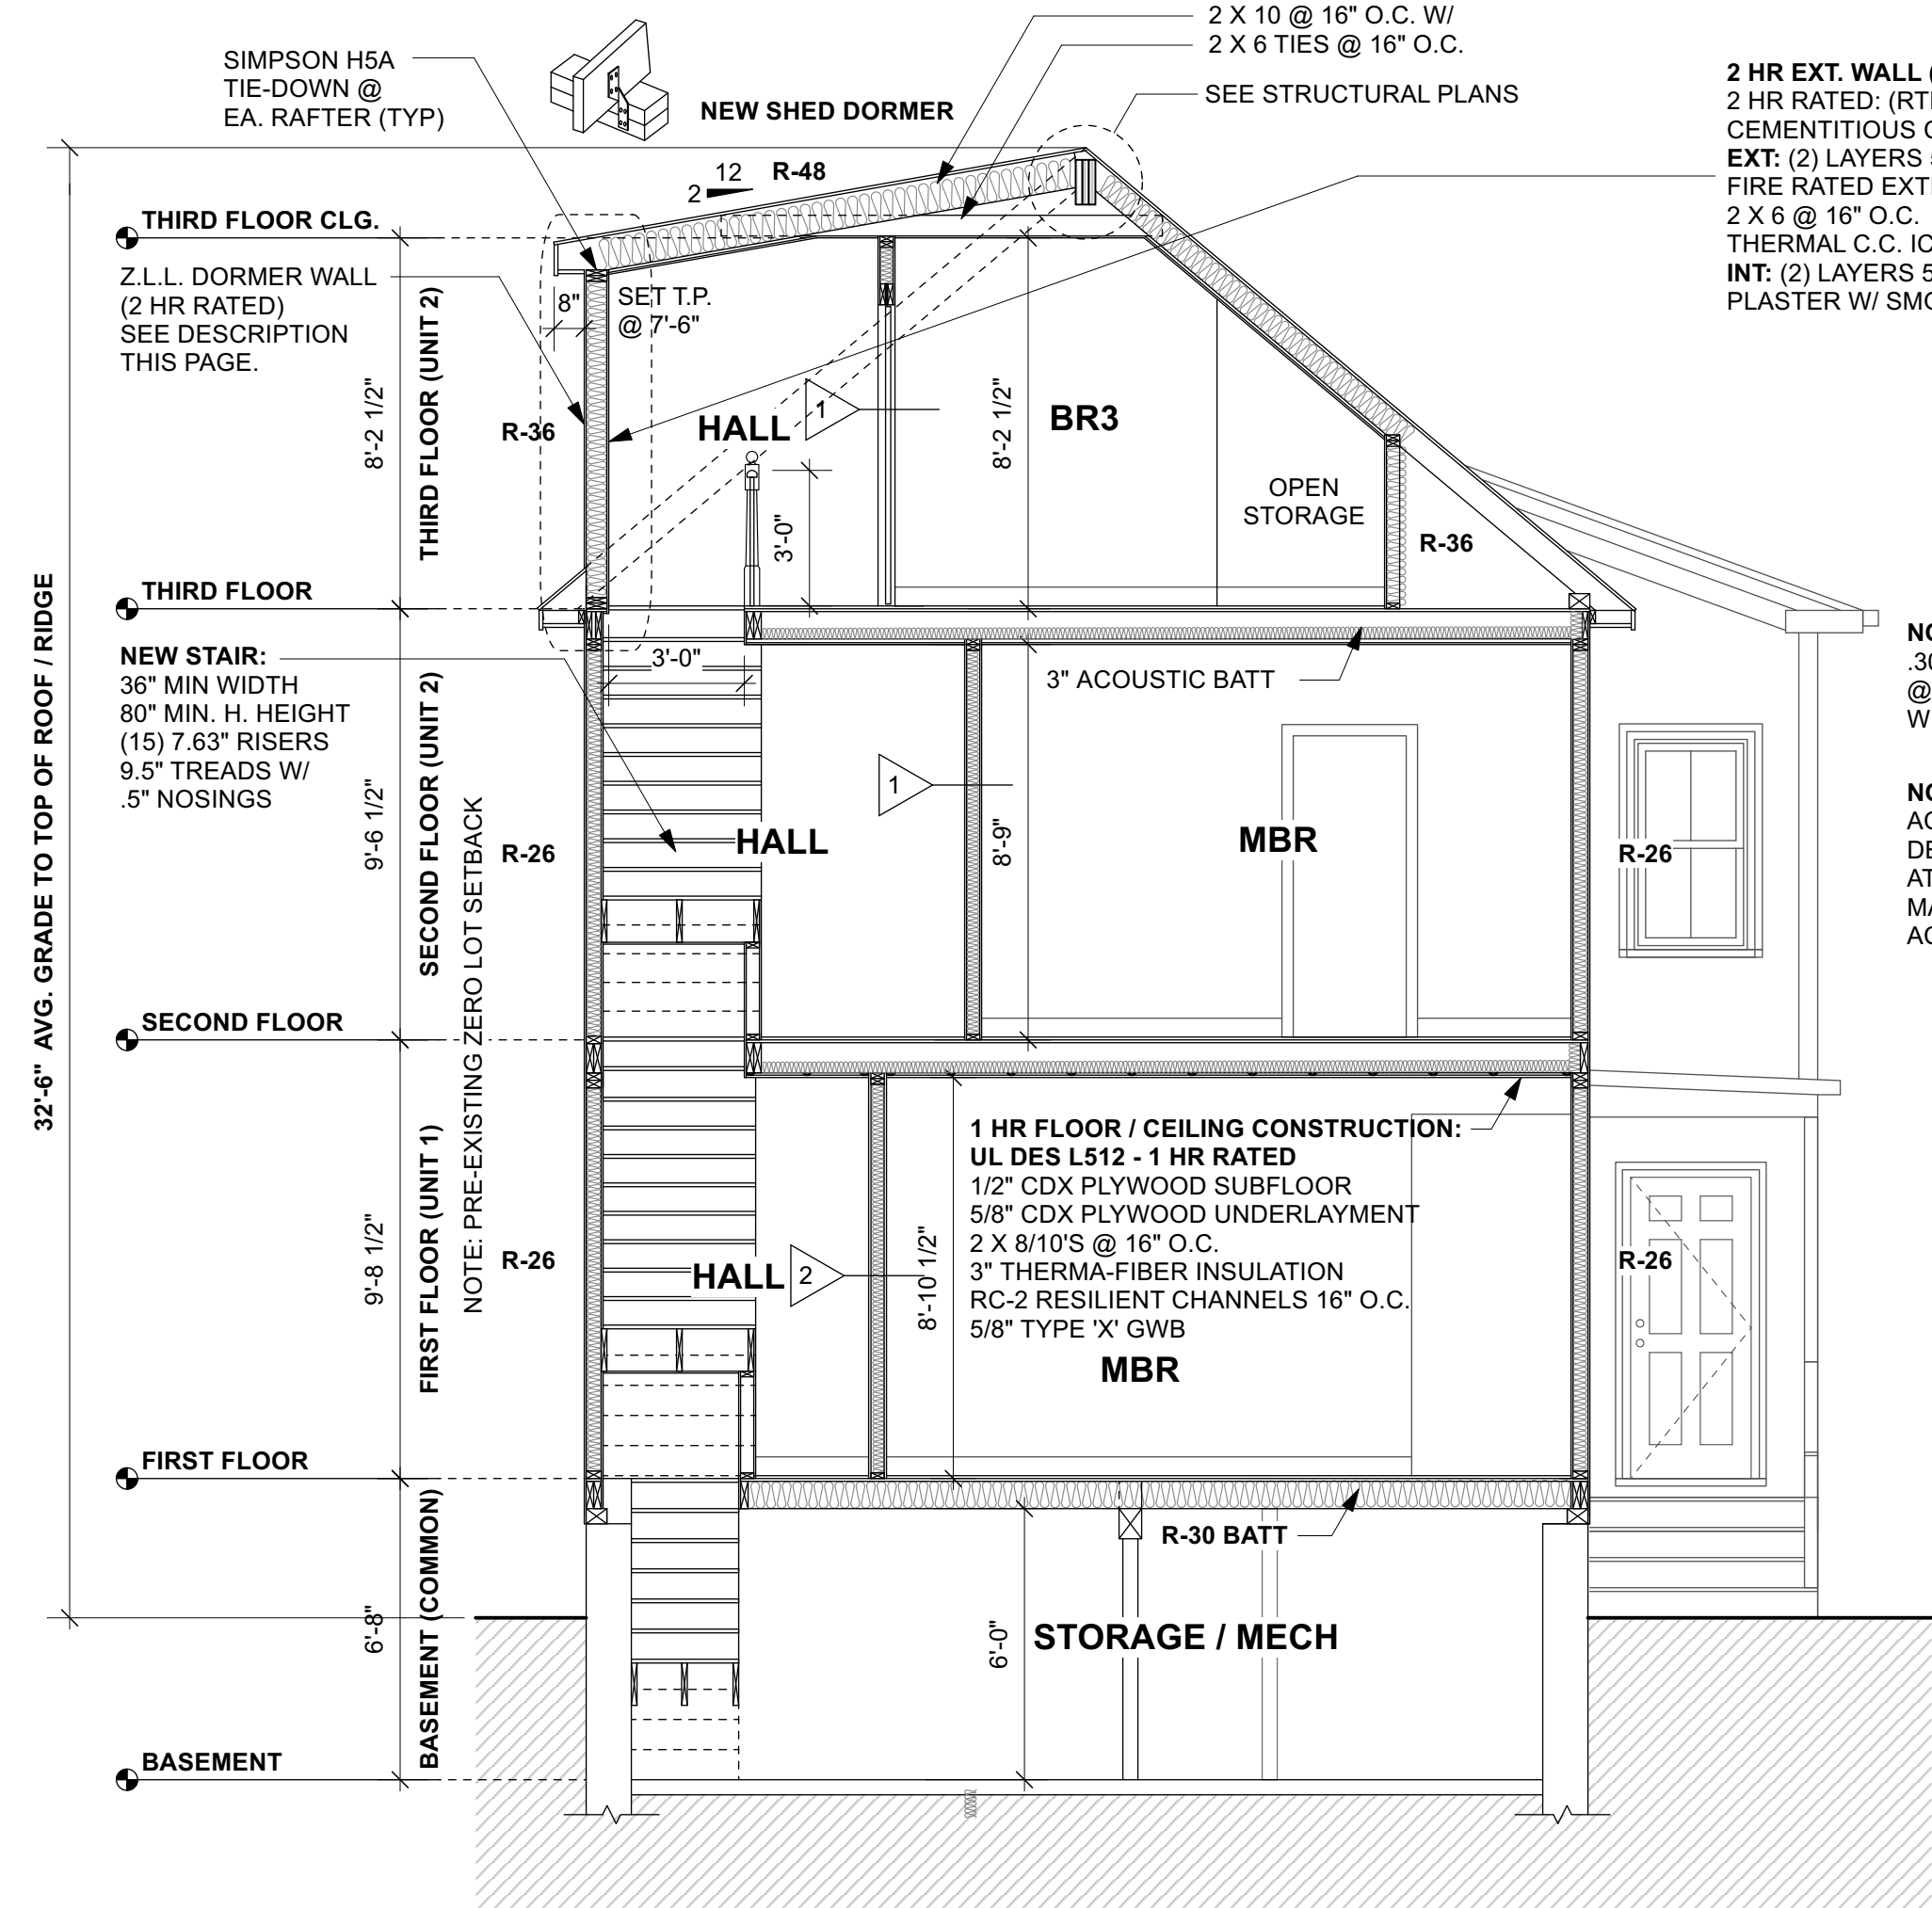 2 X 10 @ 16" O.C. W/
2 X 6 TIES @ 16" O.C.
SEE STRUCTURAL PLANS
SIMPSON H5A
TIE-DOWN @
EA. RAFTER (TYP)
NEW SHED DORMER
12
2
R-48
2 HR EXT. WALL (
2 HR RATED:
CEMENTITIOUS
EXT: (2) LAYERS
FIRE RATED
2 X 6 @ 16" O.C.
THERMAL C.C.
INT: (2) LAYERS
PLASTER W/
THIRD FLOOR CLG.
Z.L.L. DORMER WALL
(2 HR RATED)
SEE DESCRIPTION
THIS PAGE.
8"
SET T.P.
@ 7'-6"
8'-2 1/2"
THIRD FLOOR (UNIT 2)
R-36
HALL
1
8'-2 1/2"
BR3
OPEN
STORAGE
R-36
3'-0"
THIRD FLOOR
32'-6" AVG. GRADE TO TOP OF ROOF / RIDGE
NEW STAIR:
36" MIN WIDTH
80" MIN. H. HEIGHT
(15) 7.63" RISERS
9.5" TREADS W/
.5" NOSINGS
3'-0"
3" ACOUSTIC BATT
9'-6 1/2"
SECOND FLOOR (UNIT 2)
NOTE: PRE-EXISTING ZERO LOT SETBACK
R-26
HALL
1
8'-9"
MBR
R-26
.30
@
SECOND FLOOR
9'-8 1/2"
FIRST FLOOR (UNIT 1)
R-26
HALL
2
8'-10 1/2"
1 HR FLOOR / CEILING CONSTRUCTION:
UL DES L512 - 1 HR RATED
1/2" CDX PLYWOOD SUBFLOOR
5/8" CDX PLYWOOD UNDERLAYMENT
2 X 8/10'S @ 16" O.C.
3" THERMA-FIBER INSULATION
RC-2 RESILIENT CHANNELS 16" O.C.
5/8" TYPE 'X' GWB
MBR
R-26
FIRST FLOOR
R-30 BATT
6'-8"
BASEMENT (COMMON)
6'-0"
STORAGE / MECH
BASEMENT